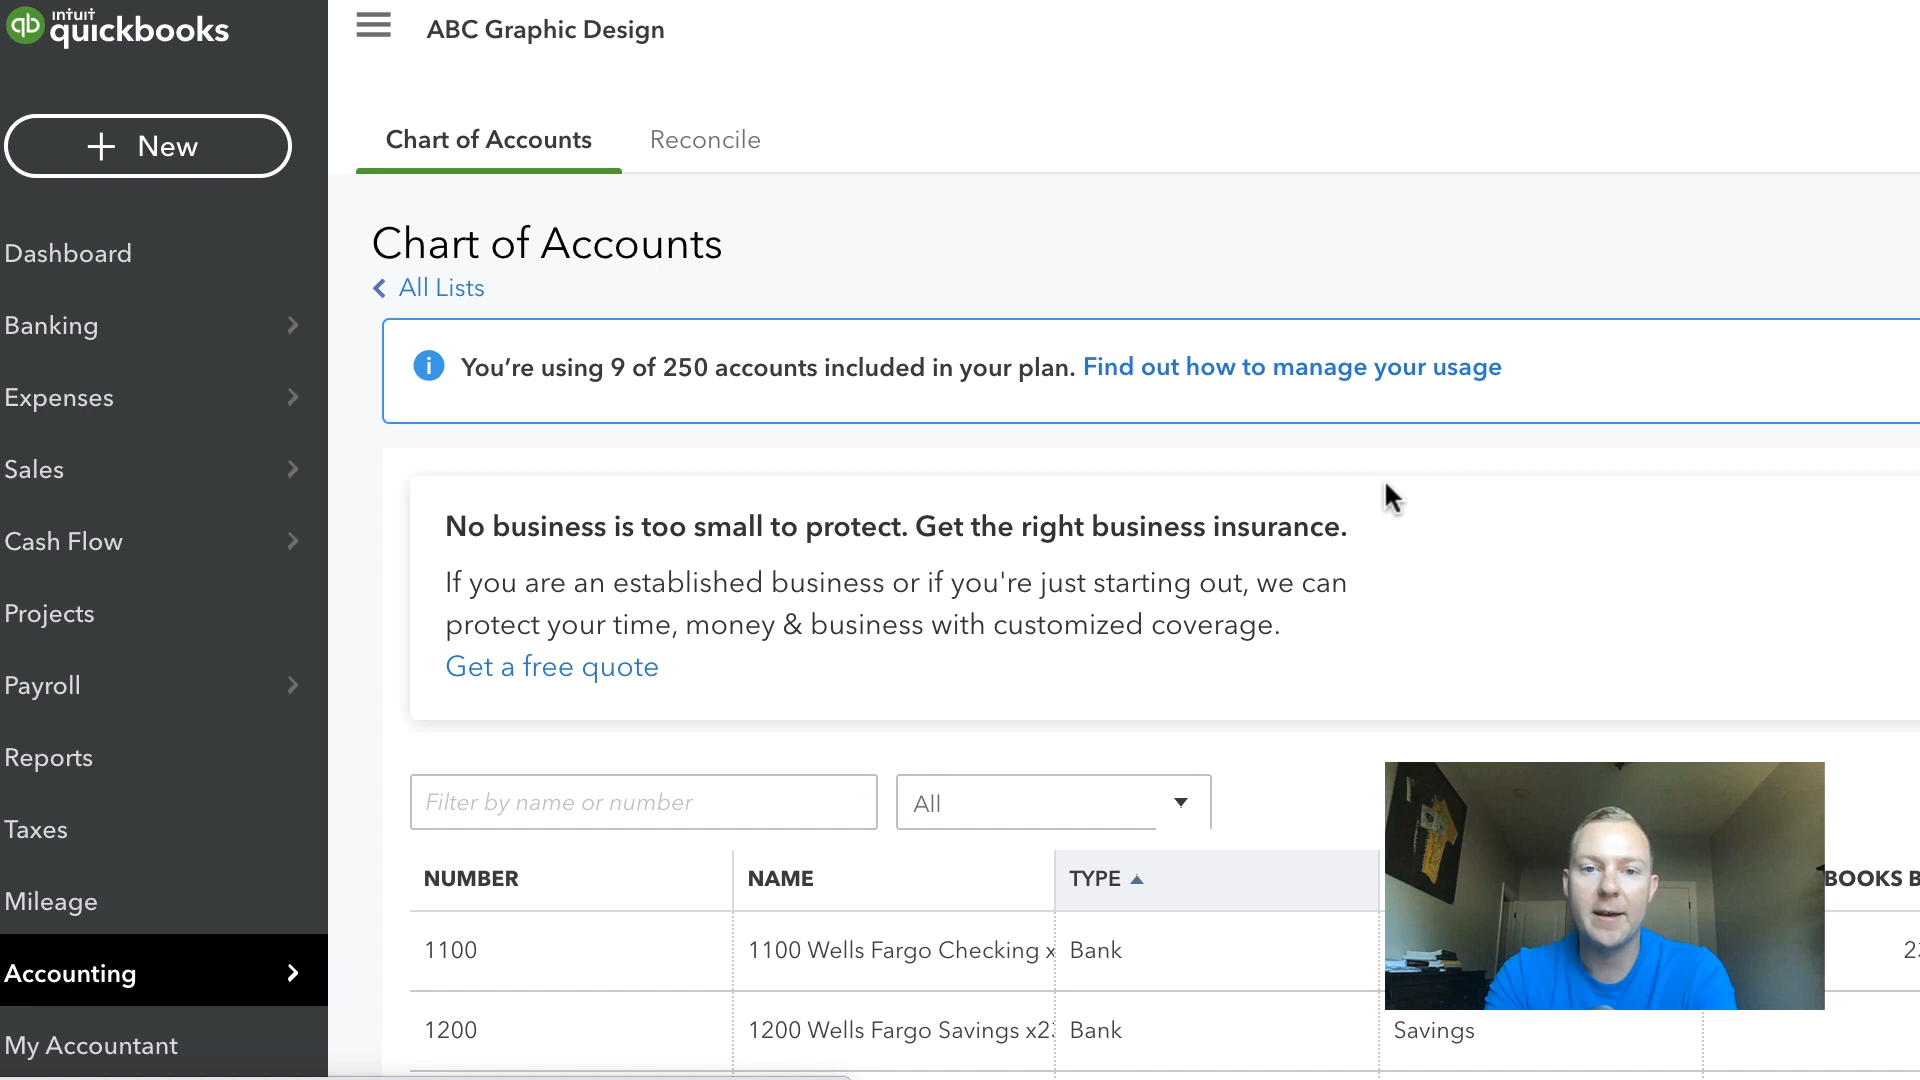 intuit
quickbooks
ABC Graphic Design
+ New
Chart of Accounts
Reconcile
Dashboard
Banking
Expenses
Sales
Cash Flow
Projects
Payroll
Reports
Taxes
Mileage
Accounting
My Accountant
Chart of Accounts
All Lists
You're using 9 of 250 accounts included in your plan. Find out how to manage your usage
No business is too small to protect. Get the right business insurance.
If you are an established business or if you're just starting out, we can
protect your time, money & business with customized coverage.
Get a free quote
Filter by name or number
All
NUMBER NAME TYPE BOOKS B
1100 1100 Wells Fargo Checking x Bank
1200 1200 Wells Fargo Savings x2 Bank Savings